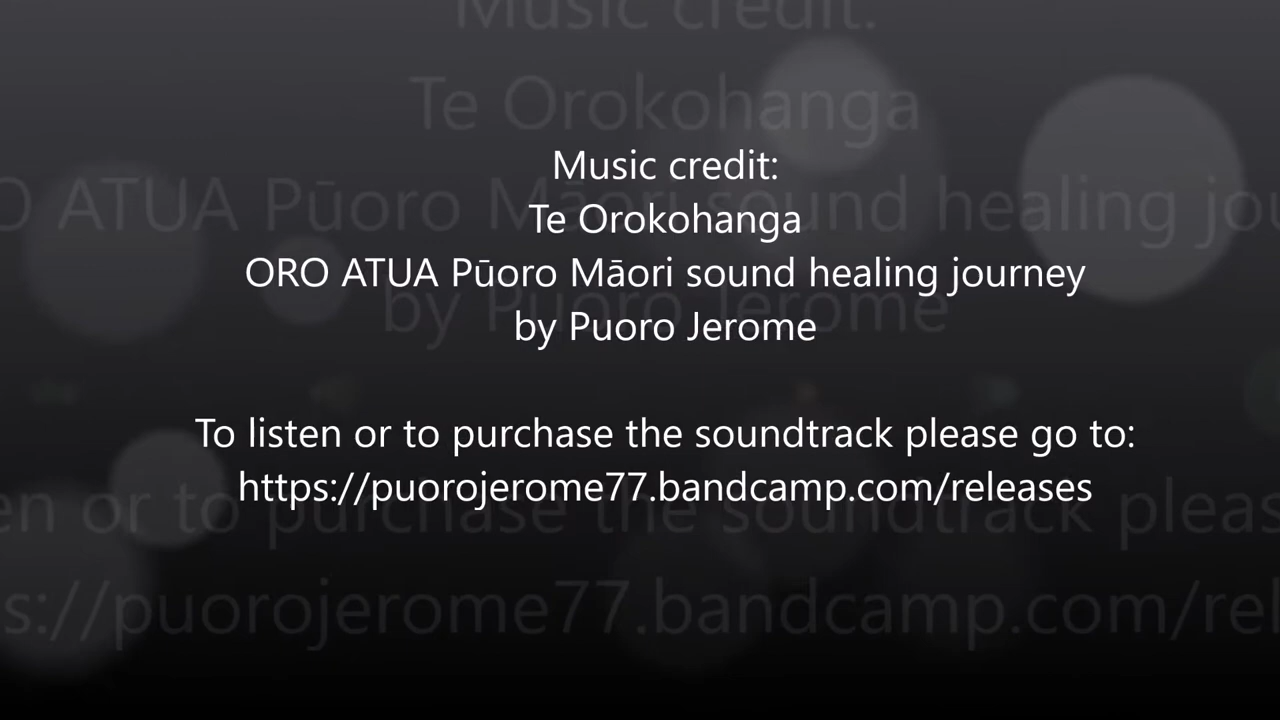 Music credit:
Te Orokohanga
ORO ATUA Pūoro Māori sound healing journey
by Puoro Jerome
To listen or to purchase the soundtrack please go to:
https://puorojerome77.bandcamp.com/releases